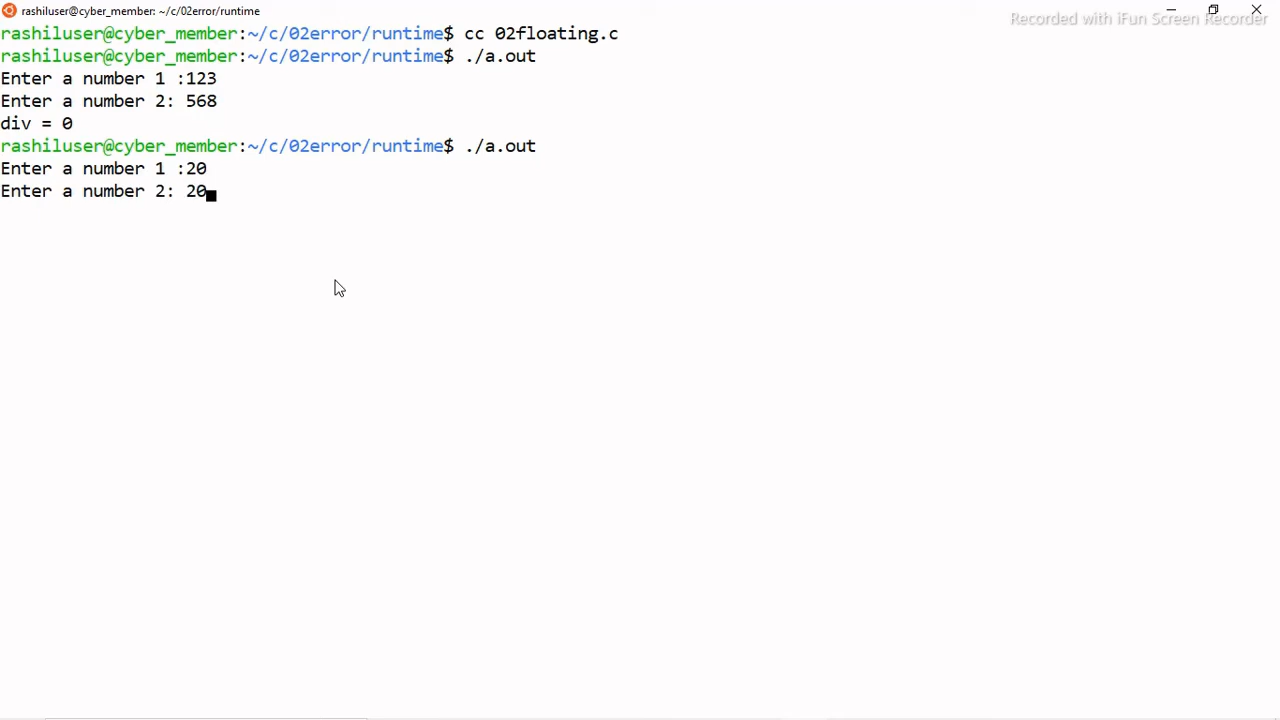 rashiluser@cyber_member: ~/c/02error/runtime
Recorded with iFun Screen Recorder
rashiluser@cyber_member:~/c/02error/runtime$ cc 02floating.c
rashiluser@cyber_member:~/c/02error/runtime$ ./a.out
Enter a number 1 :123
Enter a number 2: 568
div = 0
rashiluser@cyber_member:~/c/02error/runtime$ ./a.out
Enter a number 1 :20
Enter a number 2: 20